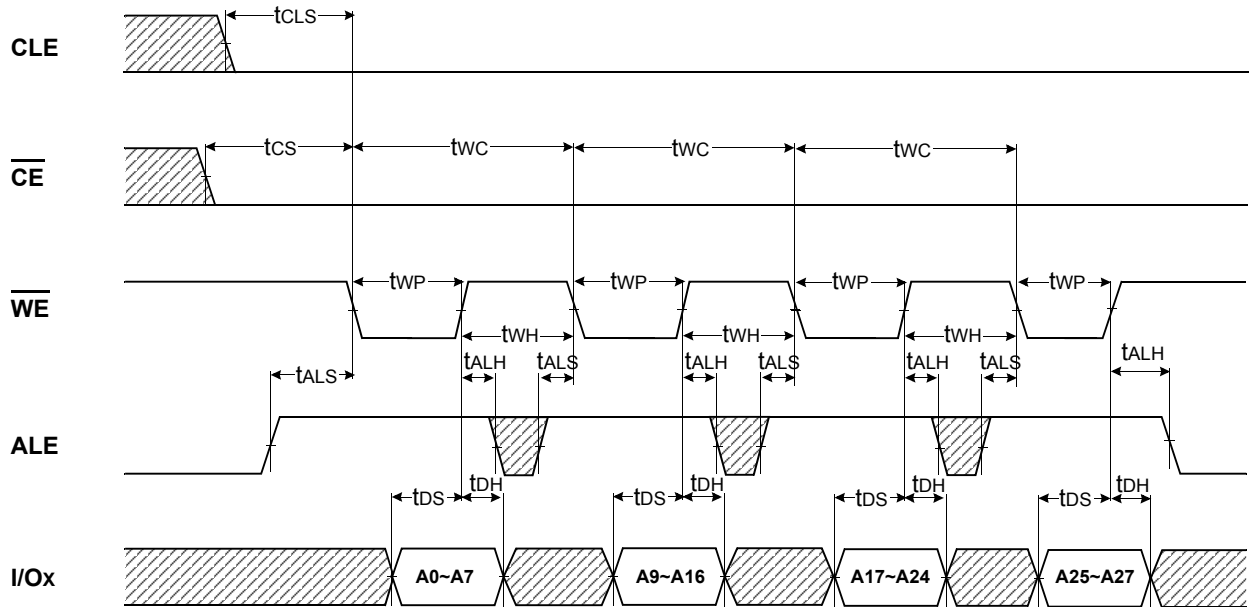 tCLS
CLE
tCS tWC tWC tWC
CE
tWP tWP tWP tWP
WE
tWH tWH tWH
tALS tALH tALS tALH tALS tALH tALS tALH
ALE
tDS tDH tDS tDH tDS tDH tDS tDH
I/Ox A0~A7 A9~A16 A17~A24 A25~A27